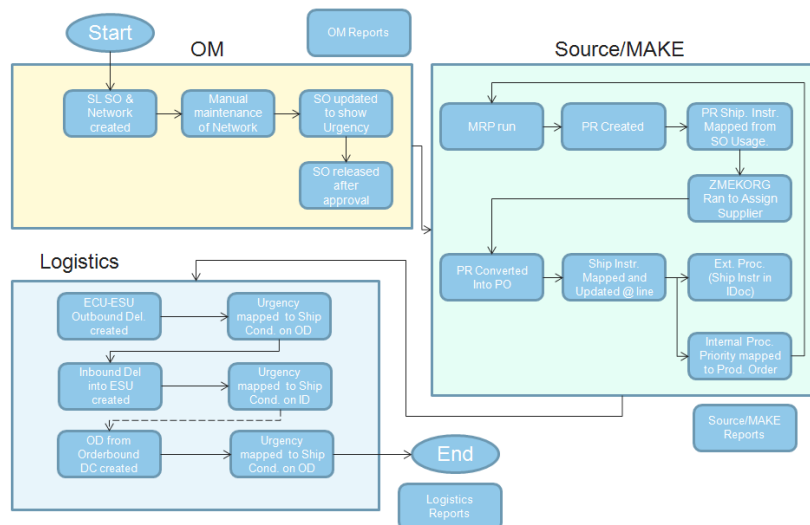 Start
OM
OM Reports
Source/MAKE
SL SO &
Network
created
Manual
maintenance
of Network
SO updated
to show
Urgency
SO released
after
approval
MRP run
PR Created
PR Ship. Instr.
Mapped from
SO Usage.
ZMEKORG
Ran to Assign
Supplier
PR Converted
Into PO
Ship Instr.
Mapped and
Updated @ line
Ext. Proc.
(Ship Instr in
IDoc)
Internal Proc.
Priority mapped
to Prod. Order
Logistics
ECU-ESU
Outbound Del.
created
Urgency
mapped to Ship
Cond. on OD
Inbound Del
into ESU
created
Urgency
mapped to Ship
Cond. on ID
OD from
Orderbound
DC created
Urgency
mapped to Ship
Cond. on OD
End
Source/MAKE
Reports
Logistics
Reports